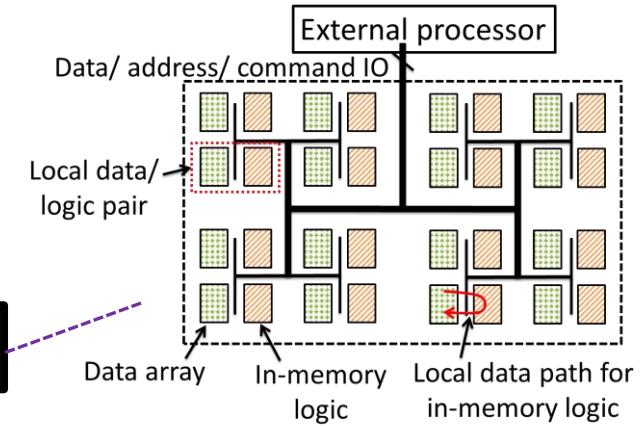 External processor
Data/ address/ command IO
Local data/
logic pair
Data array
In-memory
logic
Local data path for
in-memory logic